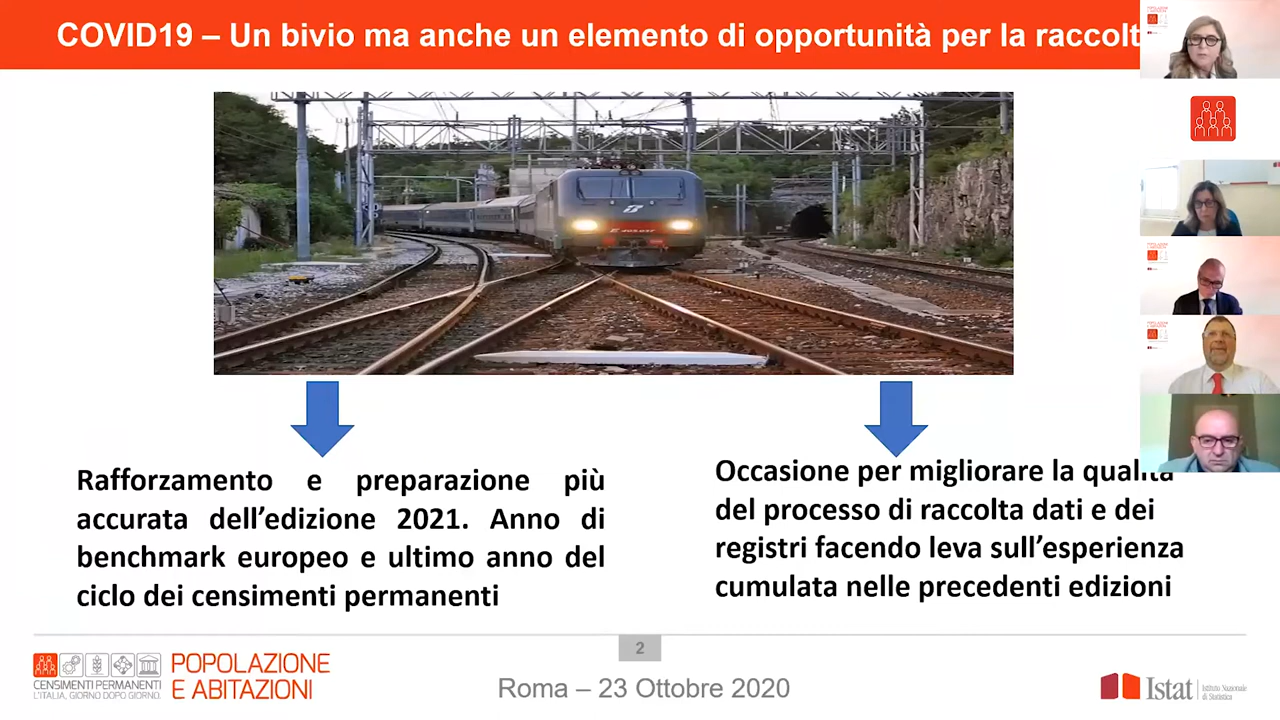 COVID19 – Un bivio ma anche un elemento di opportunità per la raccolt
Rafforzamento e preparazione più
accurata dell’edizione 2021. Anno di
benchmark europeo e ultimo anno del
ciclo dei censimenti permanenti
Occasione per migliorare la qualità
del processo di raccolta dati e dei
registri facendo leva sull’esperienza
cumulata nelle precedenti edizioni
2
CENSIMENTI PERMANENTI
L'ITALIA, GIORNO DOPO GIORNO.
POPOLAZIONE
E ABITAZIONI
Roma – 23 Ottobre 2020
Istat
Istituto Nazionale
di Statistica